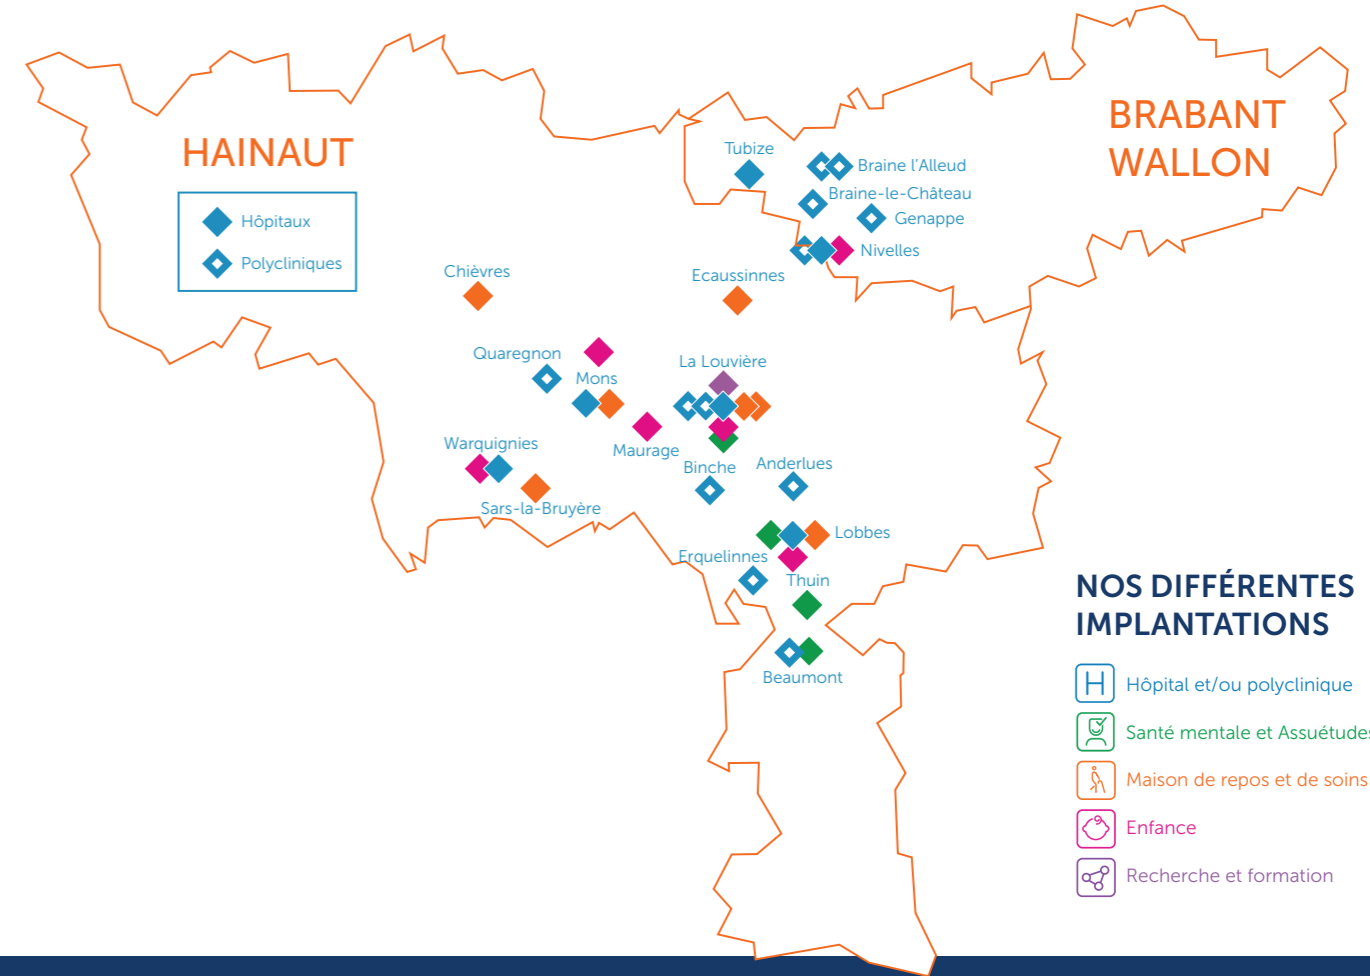 HAINAUT
Hôpitaux
Polycliniques
BRABANT
WALLON
Tubize
Braine l'Alleud
Braine-le-Château
Genappe
Nivelles
Chièvres
Ecaussinnes
Quaregnon
Mons
La Louvière
Maurage
Warquignies
Sars-la-Bruyère
Binche
Anderlues
Lobbes
Erquelinnes
Thuin
Beaumont
NOS DIFFÉRENTES
IMPLANTATIONS
H Hôpital et/ou polyclinique
Santé mentale et Assuétudes
Maison de repos et de soins
Enfance
Recherche et formation